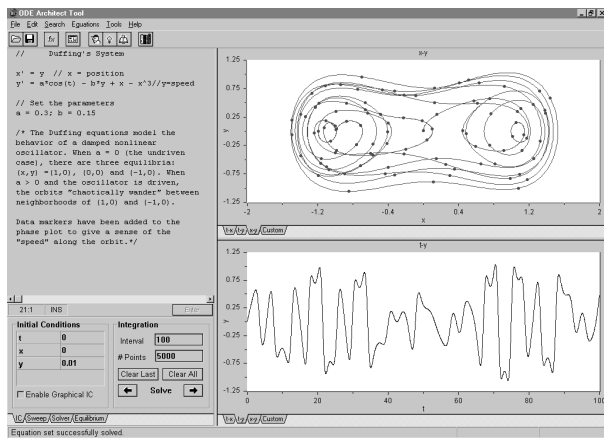 ODE Architect Tool
File Edit Search Equations Tools Help
// Duffing's System
x' = y // x = position
y' = a*cos(t) - b*y + x - x^3//y=speed
// Set the parameters
a = 0.3; b = 0.15
/* The Duffing equations model the
behavior of a damped nonlinear
oscillator. When a = 0 (the undriven
case), there are three equilibria:
(x,y) =(1,0), (0,0) and (-1,0). When
a > 0 and the oscillator is driven,
the orbits "chaotically wander" between
neighborhoods of (1,0) and (-1,0).
Data markers have been added to the
phase plot to give a sense of the
"speed" along the orbit.*/
21:1 INS Enter
Initial Conditions
t 0
x 0
y 0.01
Enable Graphical IC
Integration
Interval 100
# Points 5000
Clear Last Clear All
Solve
IC Sweep Solver Equilibrium
x-y
1.25
0.75
0.25
y
-0.25
-0.75
-1.25
-2 -1.2 -0.4 0.4 1.2 2
x
t-x t-y x-y Custom
t-y
1.25
0.75
0.25
y
-0.25
-0.75
-1.25
0 20 40 60 80 100
t
t-x t-y x-y Custom
Equation set successfully solved.